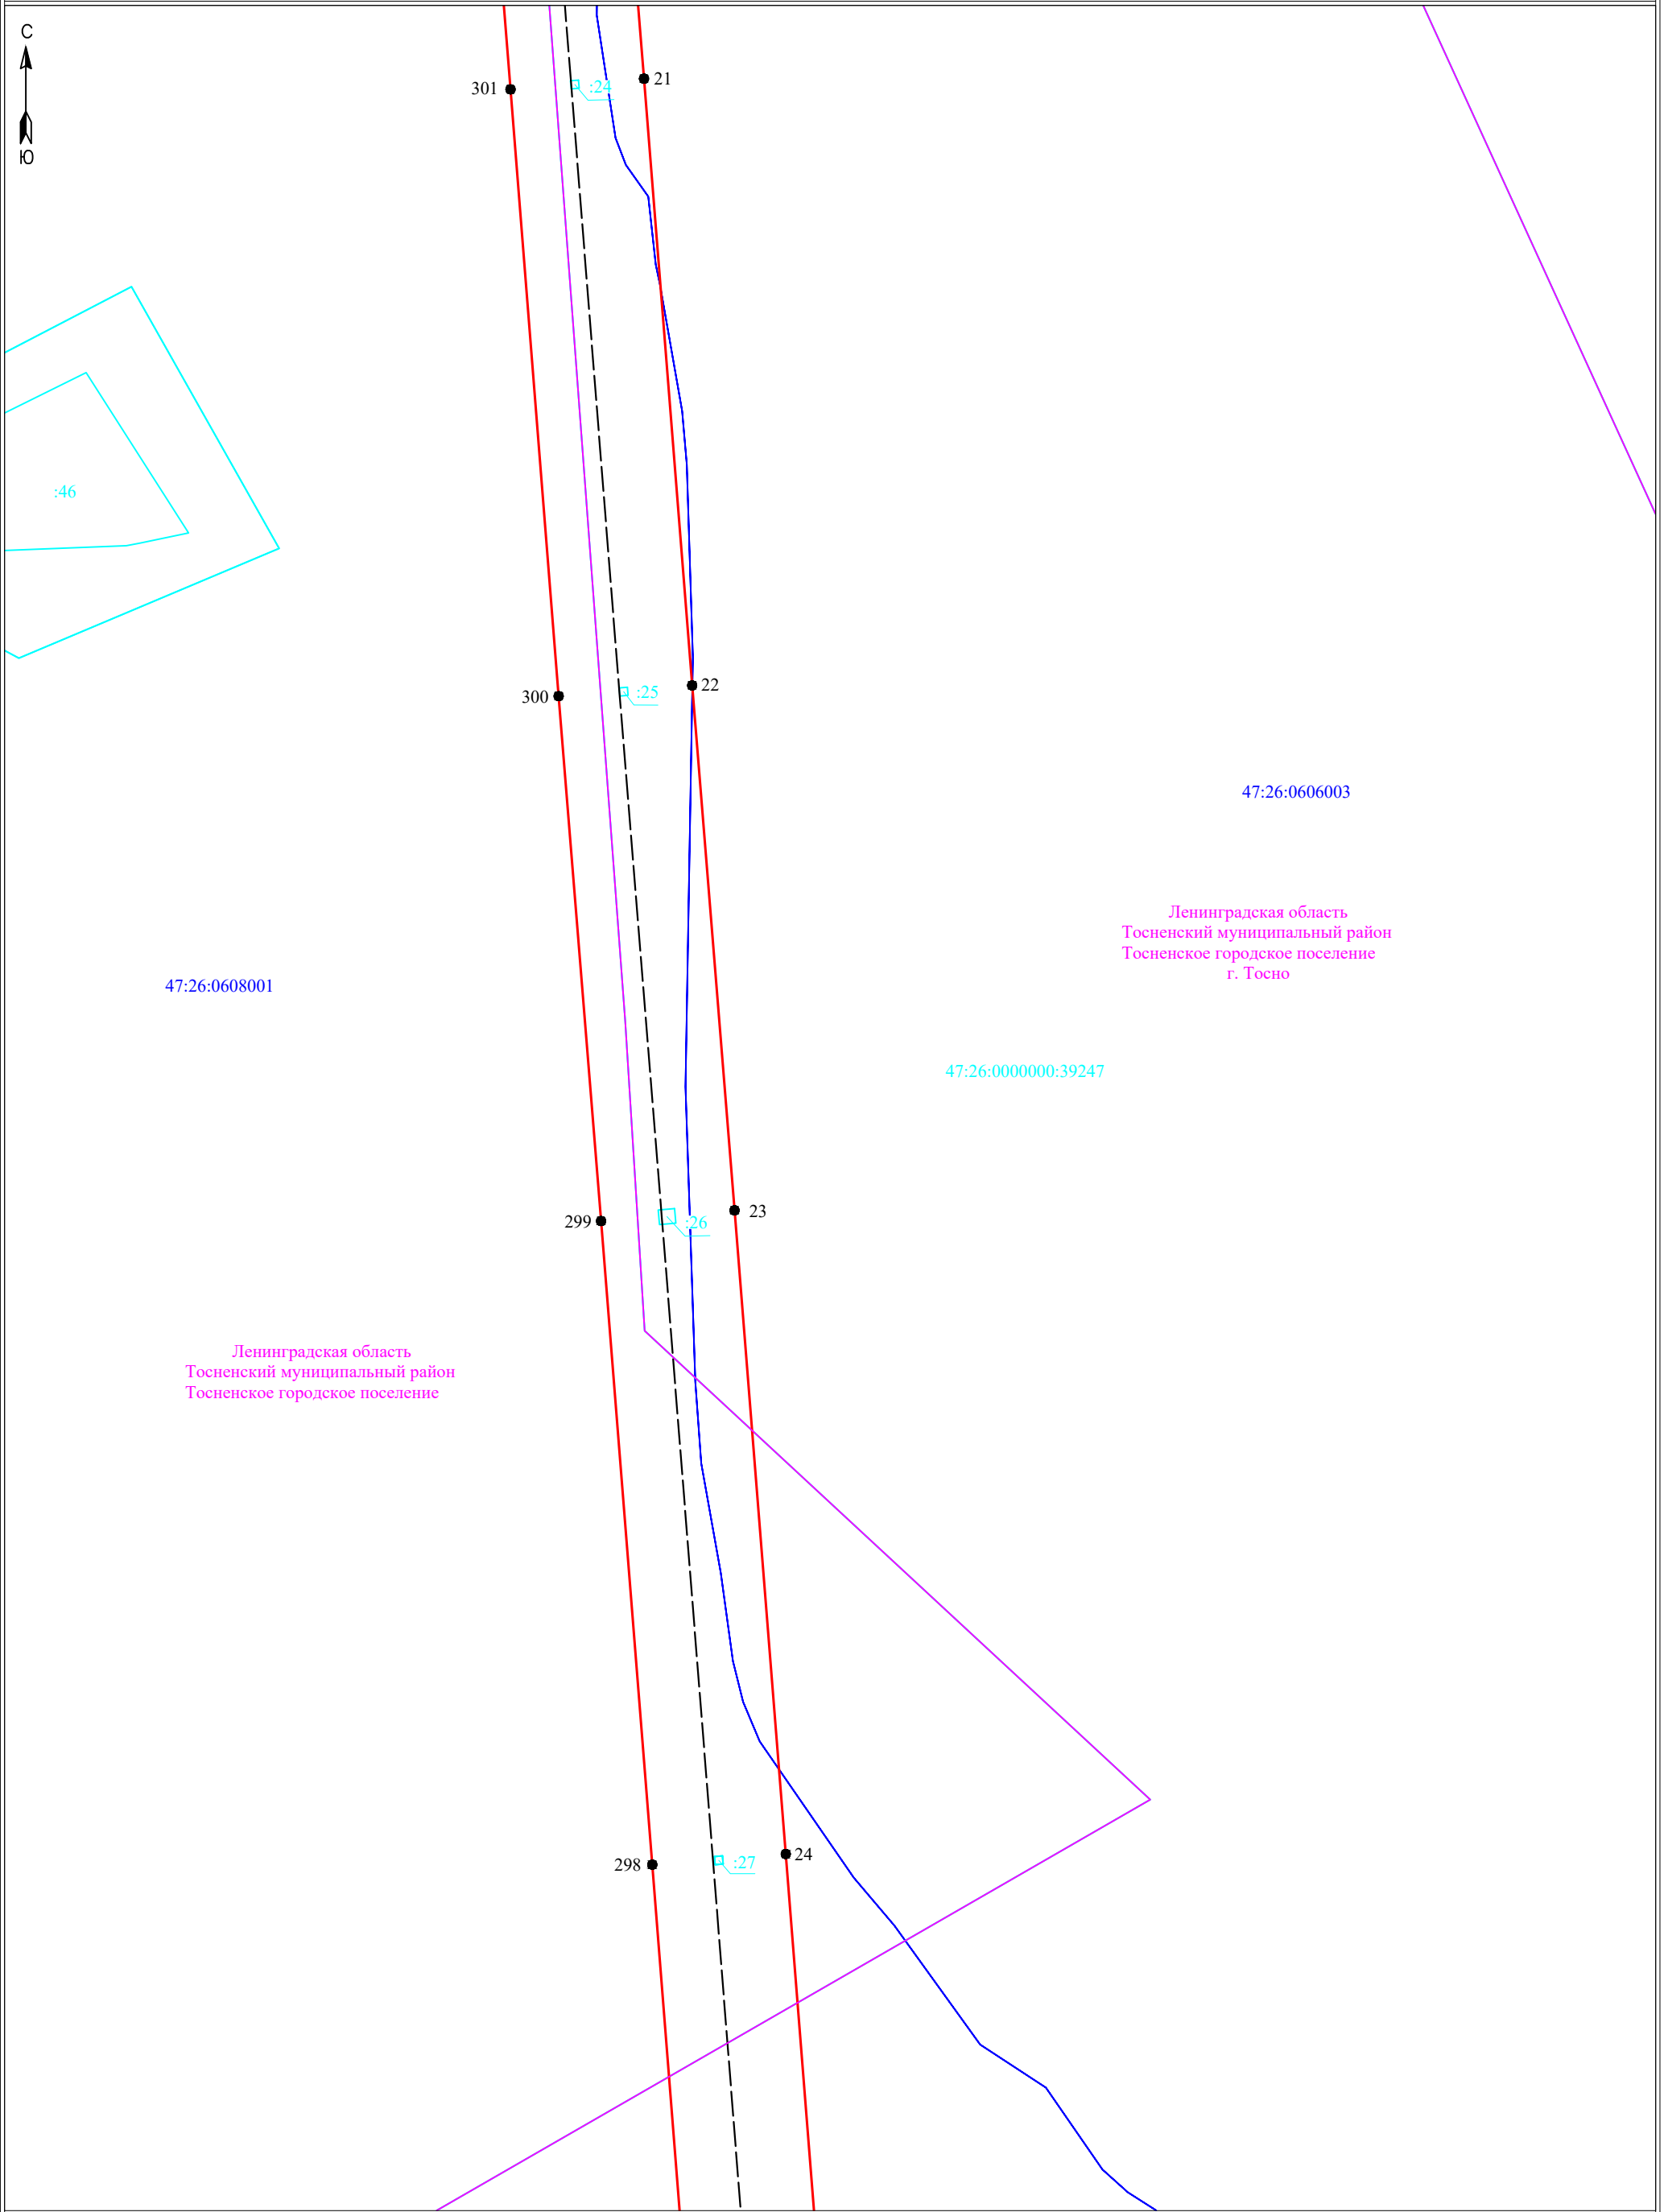 С
Ю
301
:24
21
:46
300
:25
22
47:26:0606003
Ленинградская область
Тосненский муниципальный район
Тосненское городское поселение
г. Тосно
47:26:0608001
47:26:0000000:39247
299
:26
23
Ленинградская область
Тосненский муниципальный район
Тосненское городское поселение
298
:27
24